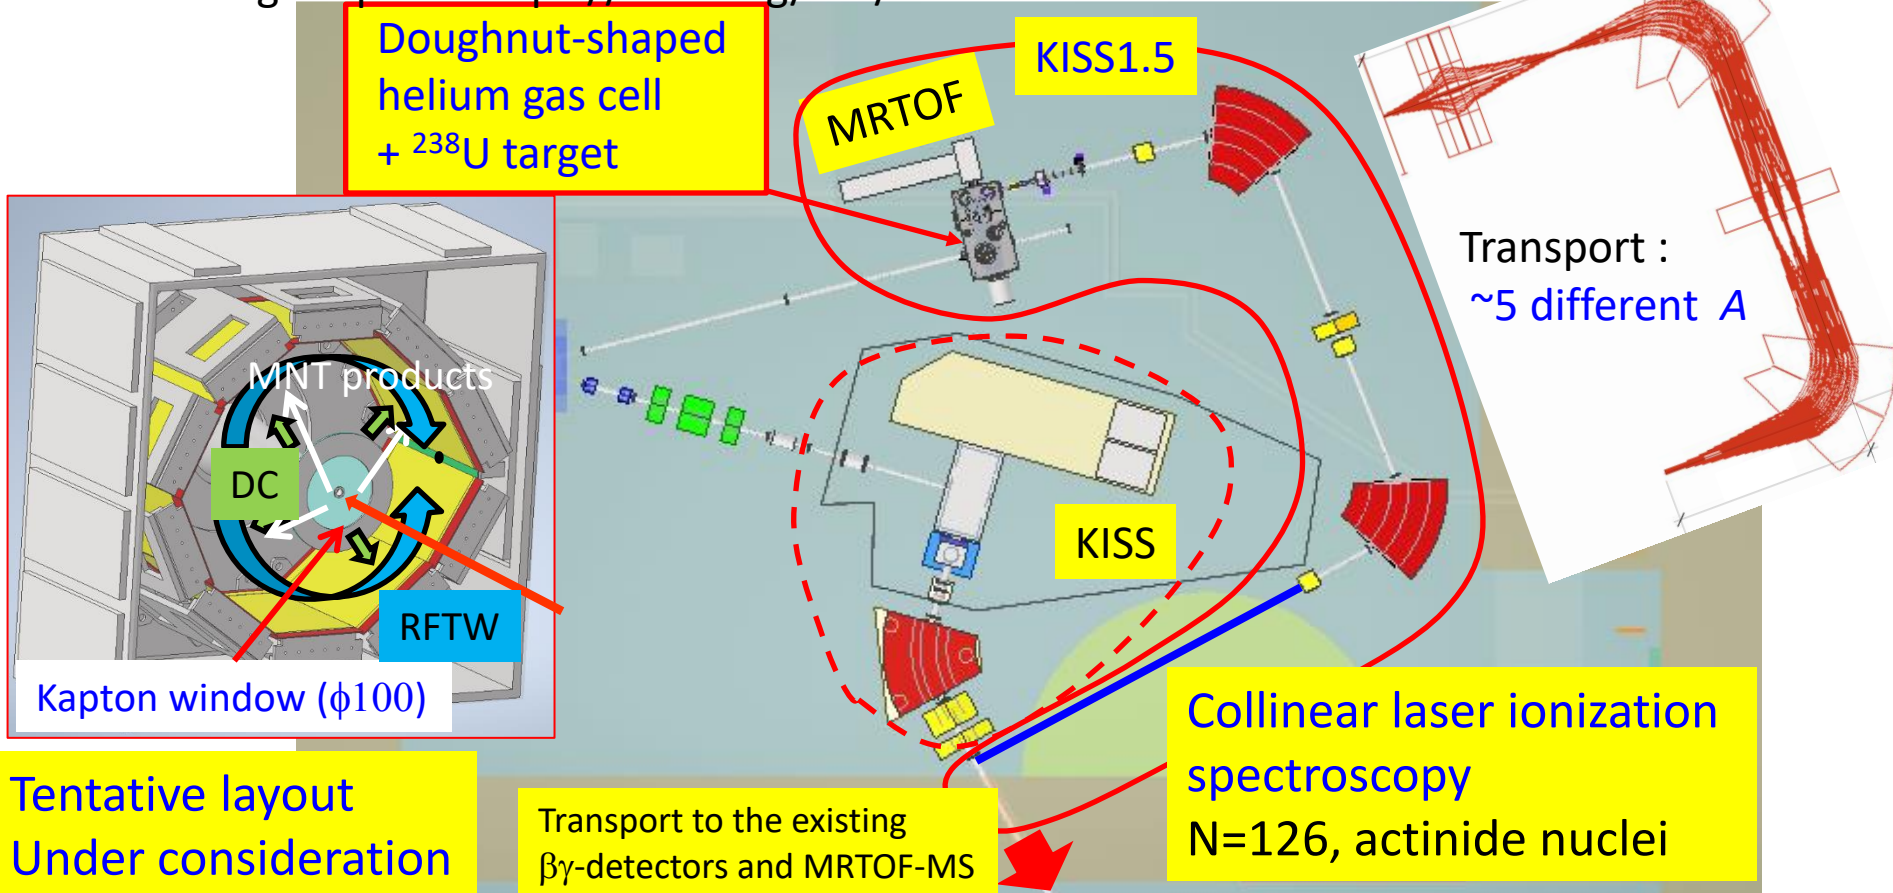 Doughnut-shaped
helium gas cell
+ ²³⁸U target
KISS1.5
MRTOF
Transport :
~5 different A
MNT products
DC
RFTW
Kapton window (ϕ100)
KISS
Tentative layout
Under consideration
Transport to the existing
βγ-detectors and MRTOF-MS
Collinear laser ionization
spectroscopy
N=126, actinide nuclei